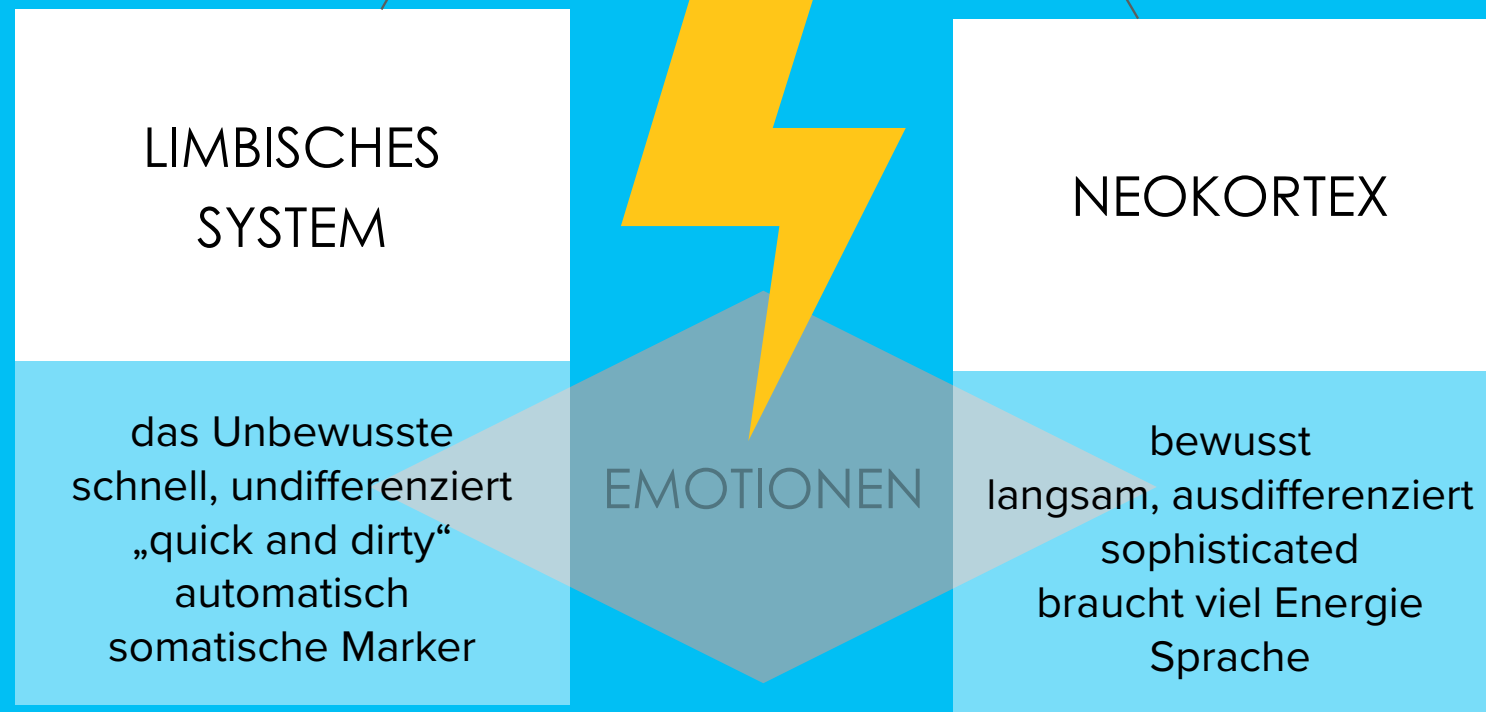 LIMBISCHES
SYSTEM
das Unbewusste
schnell, undifferenziert
„quick and dirty“
automatisch
somatische Marker
EMOTIONEN
NEOKORTEX
bewusst
langsam, ausdifferenziert
sophisticated
braucht viel Energie
Sprache